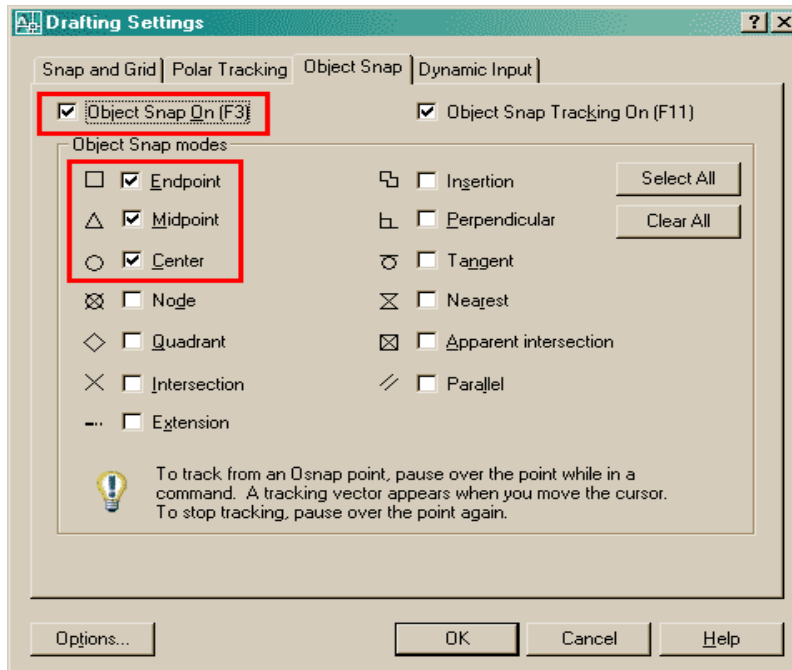 Drafting Settings
Snap and Grid Polar Tracking Object Snap Dynamic Input
Object Snap On (F3) Object Snap Tracking On (F11)
Object Snap modes
Endpoint Insertion Select All
Midpoint Perpendicular Clear All
Center Tangent
Node Nearest
Quadrant Apparent intersection
Intersection Parallel
Extension
To track from an Osnap point, pause over the point while in a
command. A tracking vector appears when you move the cursor.
To stop tracking, pause over the point again.
Options... OK Cancel Help